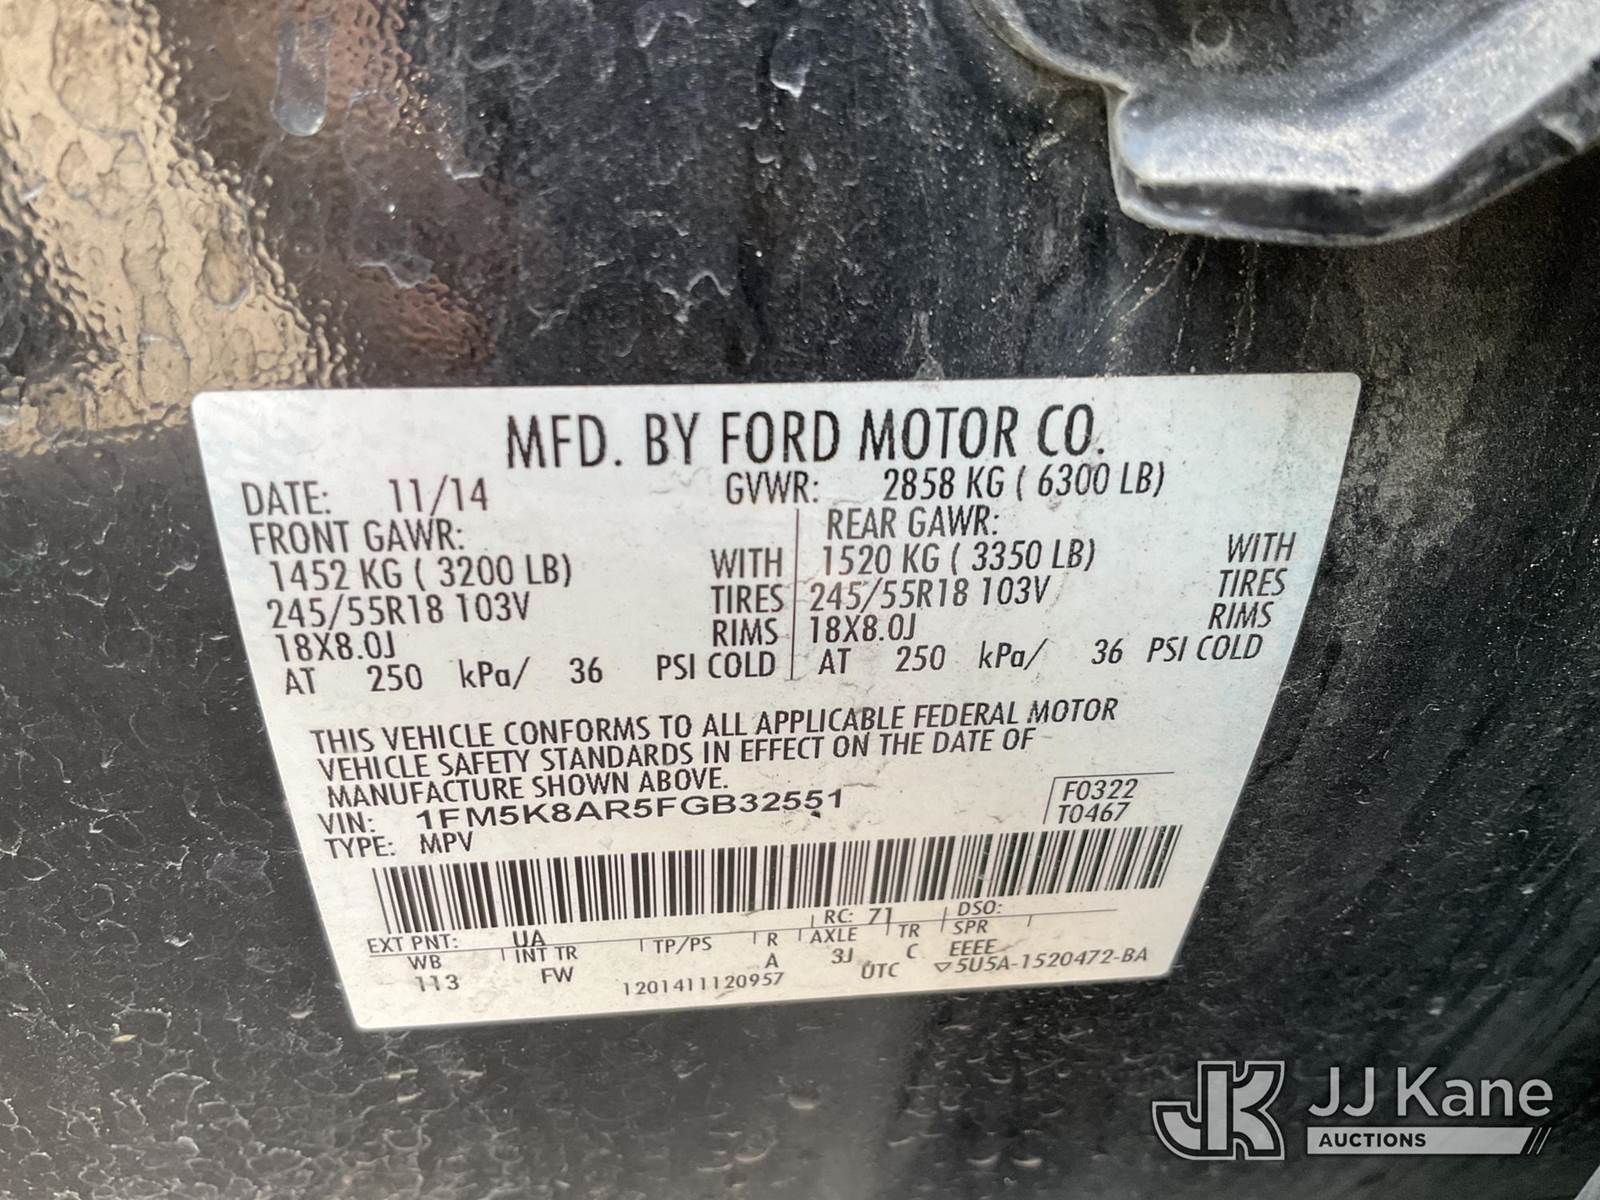 MFD. BY FORD MOTOR CO.
DATE: 11/14 GVWR: 2858 KG ( 6300 LB)
FRONT GAWR: REAR GAWR:
1452 KG ( 3200 LB) WITH 1520 KG ( 3350 LB) WITH
245/55R18 103V TIRES 245/55R18 103V TIRES
18X8.0J RIMS 18X8.0J RIMS
AT 250 kPa/ 36 PSI COLD AT 250 kPa/ 36 PSI COLD
THIS VEHICLE CONFORMS TO ALL APPLICABLE FEDERAL MOTOR
VEHICLE SAFETY STANDARDS IN EFFECT ON THE DATE OF
MANUFACTURE SHOWN ABOVE.
VIN: 1FM5K8AR5FGB32551 F0322
TYPE: MPV T0467
EXT PNT: UA RC: 71 DSO:
WB INT TR TP/PS R AXLE TR SPR
113 FW A 3J C EEEE
1201411120957 UTC ▽5U5A-1520472-BA
JK JJ Kane
AUCTIONS